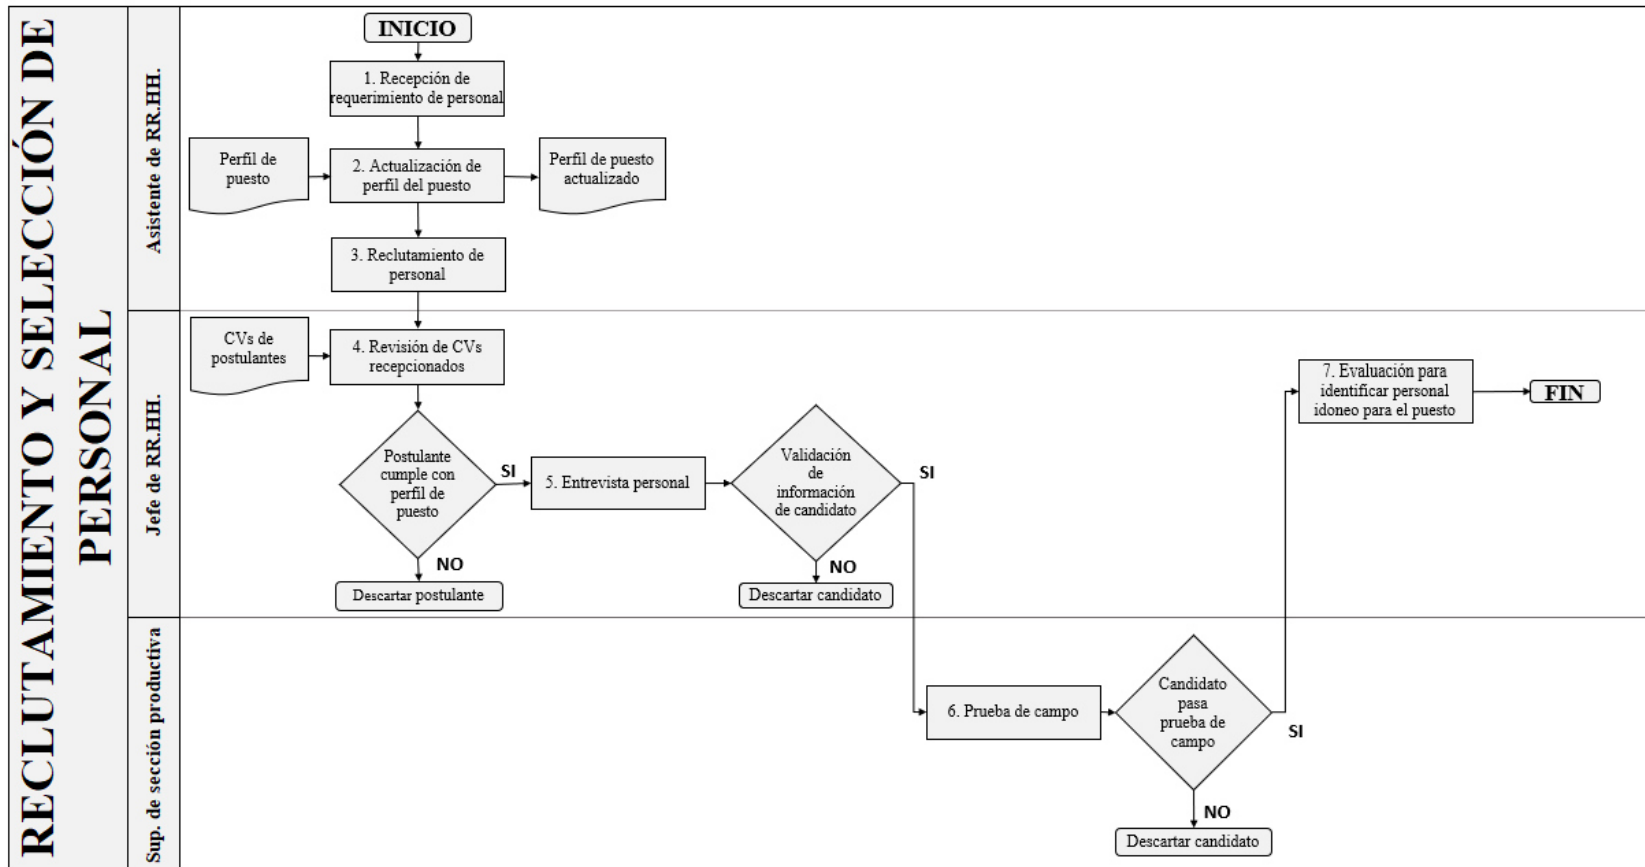 RECLUTAMIENTO Y SELECCIÓN DE
PERSONAL
Asistente de RR.HH.
INICIO
1. Recepción de
requerimiento de personal
Perfil de
puesto
2. Actualización de
perfil del puesto
Perfil de puesto
actualizado
3. Reclutamiento de
personal
Jefe de RR.HH.
CVs de
postulantes
4. Revisión de CVs
recepcionados
Postulante
cumple con
perfil de
puesto
SI
NO
Descartar postulante
5. Entrevista personal
Validación
de
información
de candidato
SI
NO
Descartar candidato
7. Evaluación para
identificar personal
idoneo para el puesto
FIN
Sup. de sección productiva
6. Prueba de campo
Candidato
pasa
prueba de
campo
SI
NO
Descartar candidato